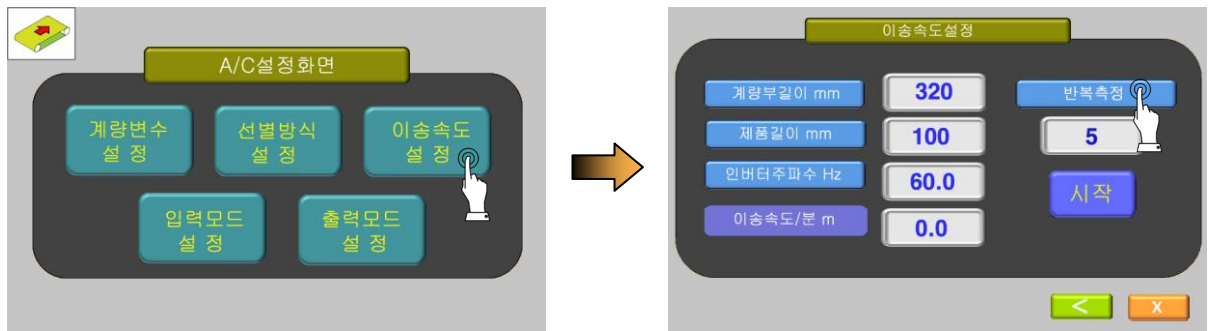 A/C설정화면
계량변수
설 정
선별방식
설 정
이송속도
설 정
입력모드
설 정
출력모드
설 정
이송속도설정
계량부길이 mm
320
제품길이 mm
100
인버터주파수 Hz
60.0
이송속도/분 m
0.0
반복측정
5
시작
<
X